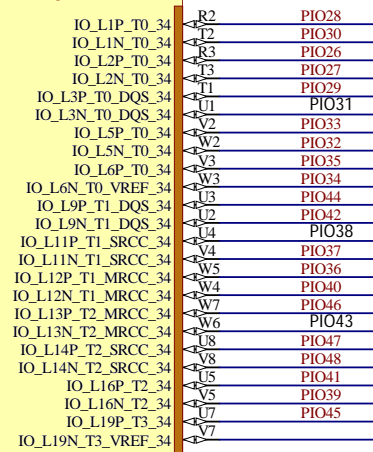 IO_L1P_T0_34 R2 PIO28
IO_L1N_T0_34 T2 PIO30
IO_L2P_T0_34 R3 PIO26
IO_L2N_T0_34 T3 PIO27
IO_L3P_T0_DQS_34 T1 PIO29
IO_L3N_T0_DQS_34 U1 PIO31
IO_L5P_T0_34 V2 PIO33
IO_L5N_T0_34 W2 PIO32
IO_L6P_T0_34 V3 PIO35
IO_L6N_T0_VREF_34 W3 PIO34
IO_L9P_T1_DQS_34 U3 PIO44
IO_L9N_T1_DQS_34 U2 PIO42
IO_L11P_T1_SRCC_34 U4 PIO38
IO_L11N_T1_SRCC_34 V4 PIO37
IO_L12P_T1_MRCC_34 W5 PIO36
IO_L12N_T1_MRCC_34 W4 PIO40
IO_L13P_T2_MRCC_34 W7 PIO46
IO_L13N_T2_MRCC_34 W6 PIO43
IO_L14P_T2_SRCC_34 U8 PIO47
IO_L14N_T2_SRCC_34 V8 PIO48
IO_L16P_T2_34 U5 PIO41
IO_L16N_T2_34 V5 PIO39
IO_L19P_T3_34 U7 PIO45
IO_L19N_T3_VREF_34 V7